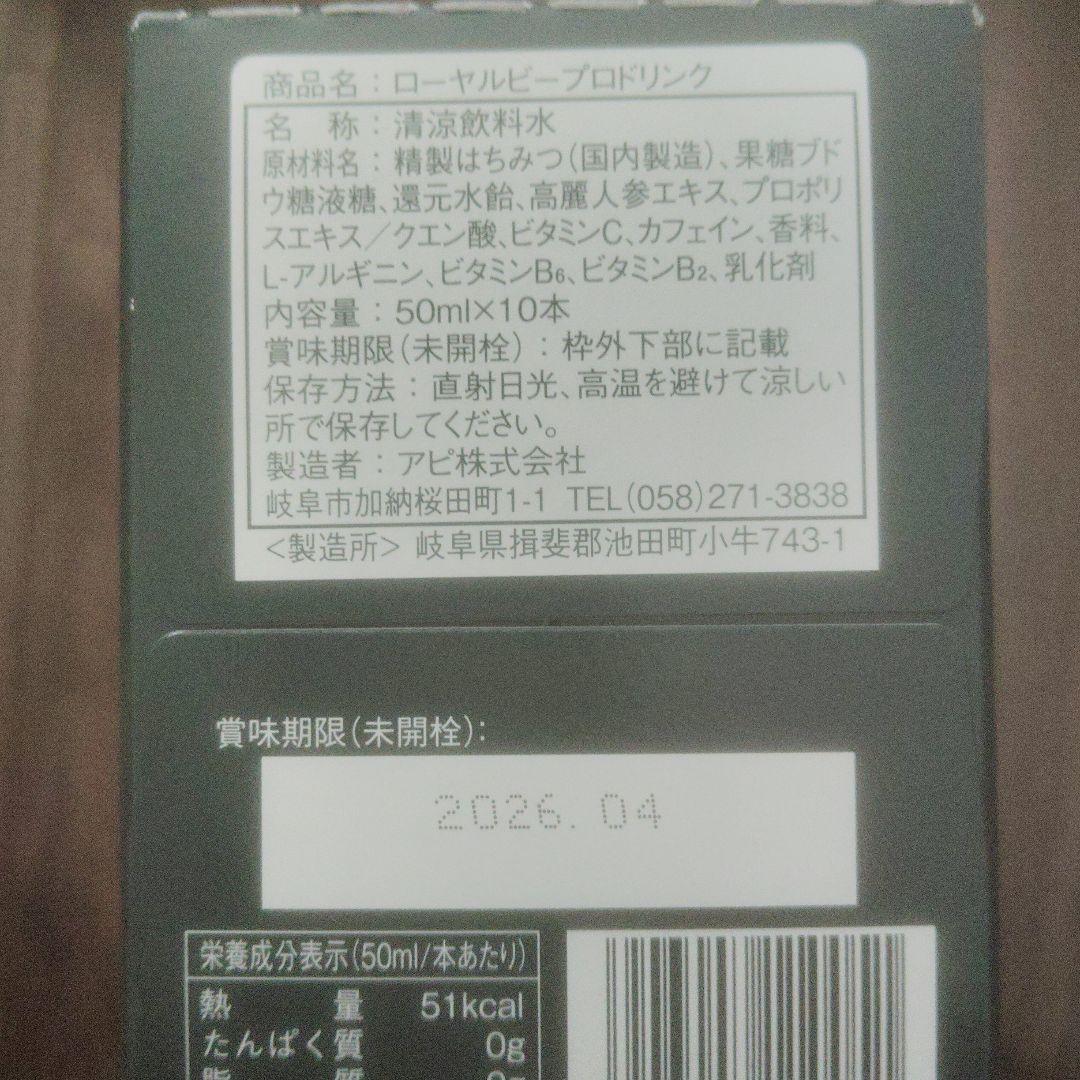 商品名：ローヤルビープロドリンク
名　称：清涼飲料水
原材料名：精製はちみつ(国内製造)、果糖ブド
ウ糖液糖、還元水飴、高麗人参エキス、プロポリ
スエキス／クエン酸、ビタミンC、カフェイン、香料、
L-アルギニン、ビタミンB6、ビタミンB2、乳化剤
内容量：50ml×10本
賞味期限(未開栓)：枠外下部に記載
保存方法：直射日光、高温を避けて涼しい
所で保存してください。
製造者：アピ株式会社
岐阜市加納桜田町1-1 TEL(058)271-3838
<製造所> 岐阜県揖斐郡池田町小牛743-1
賞味期限(未開栓)：
2026.04
栄養成分表示(50ml/本あたり)
熱　量 51kcal
たんぱく質 0g